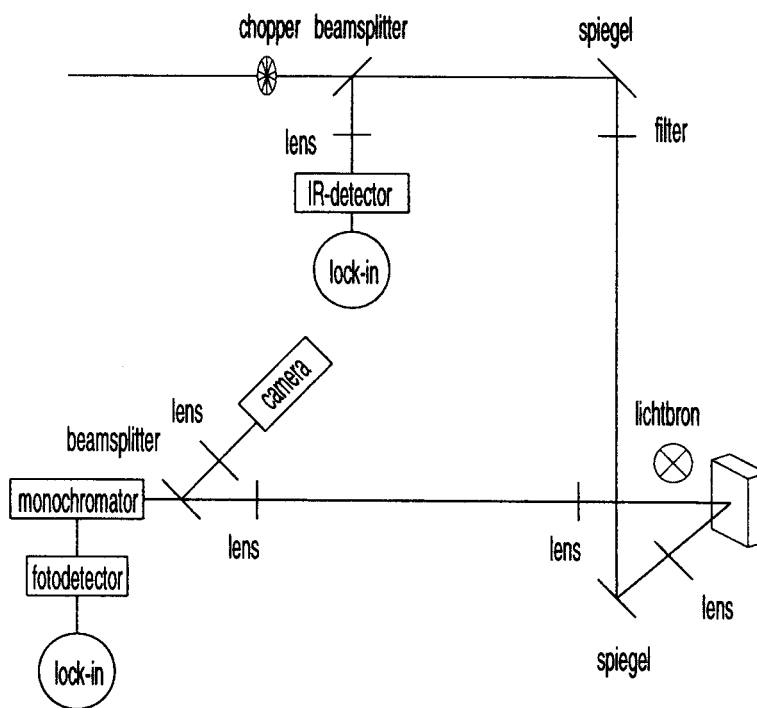 chopper beamsplitter
spiegel
lens
filter
IR-detector
lock-in
camera
lens
lichtbron
beamsplitter
monochromator
lens
lens
fotodetector
lens
lock-in
spiegel